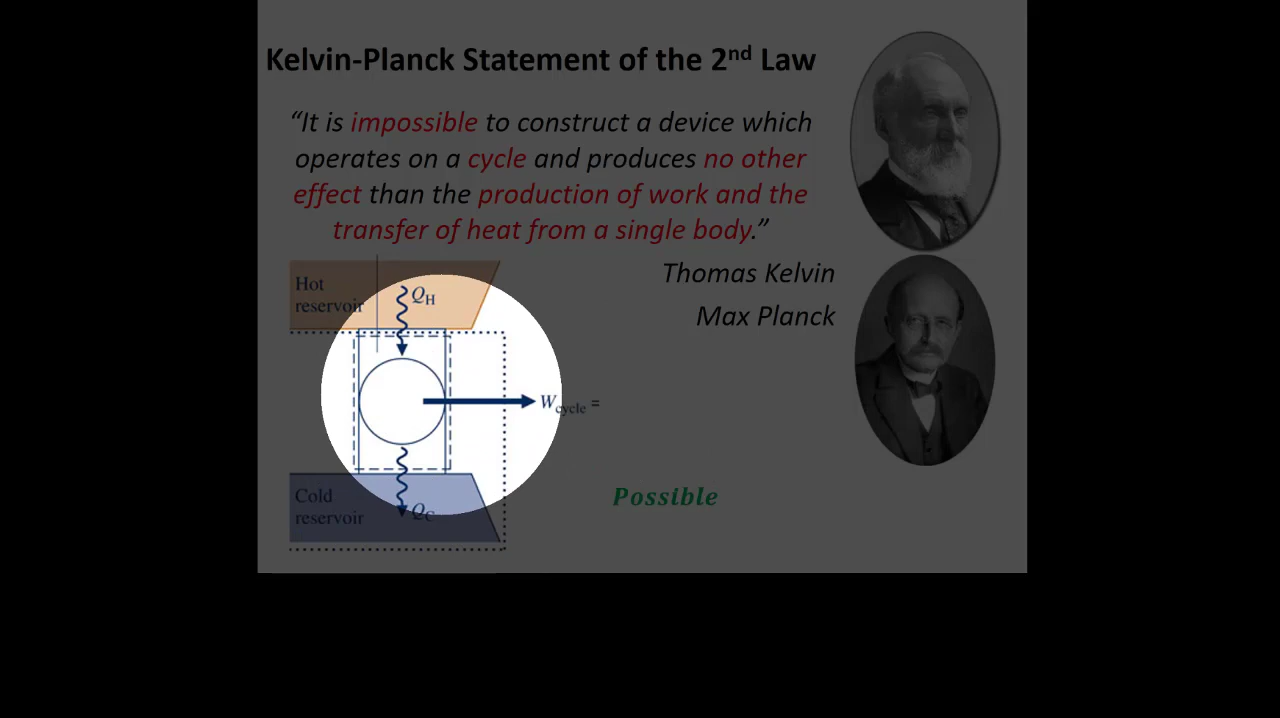 Kelvin-Planck Statement of the 2nd Law
“It is impossible to construct a device which
operates on a cycle and produces no other
effect than the production of work and the
transfer of heat from a single body.”
Thomas Kelvin
Max Planck
Hot
reservoir
QH
Wcycle =
Cold
reservoir
QC
Possible